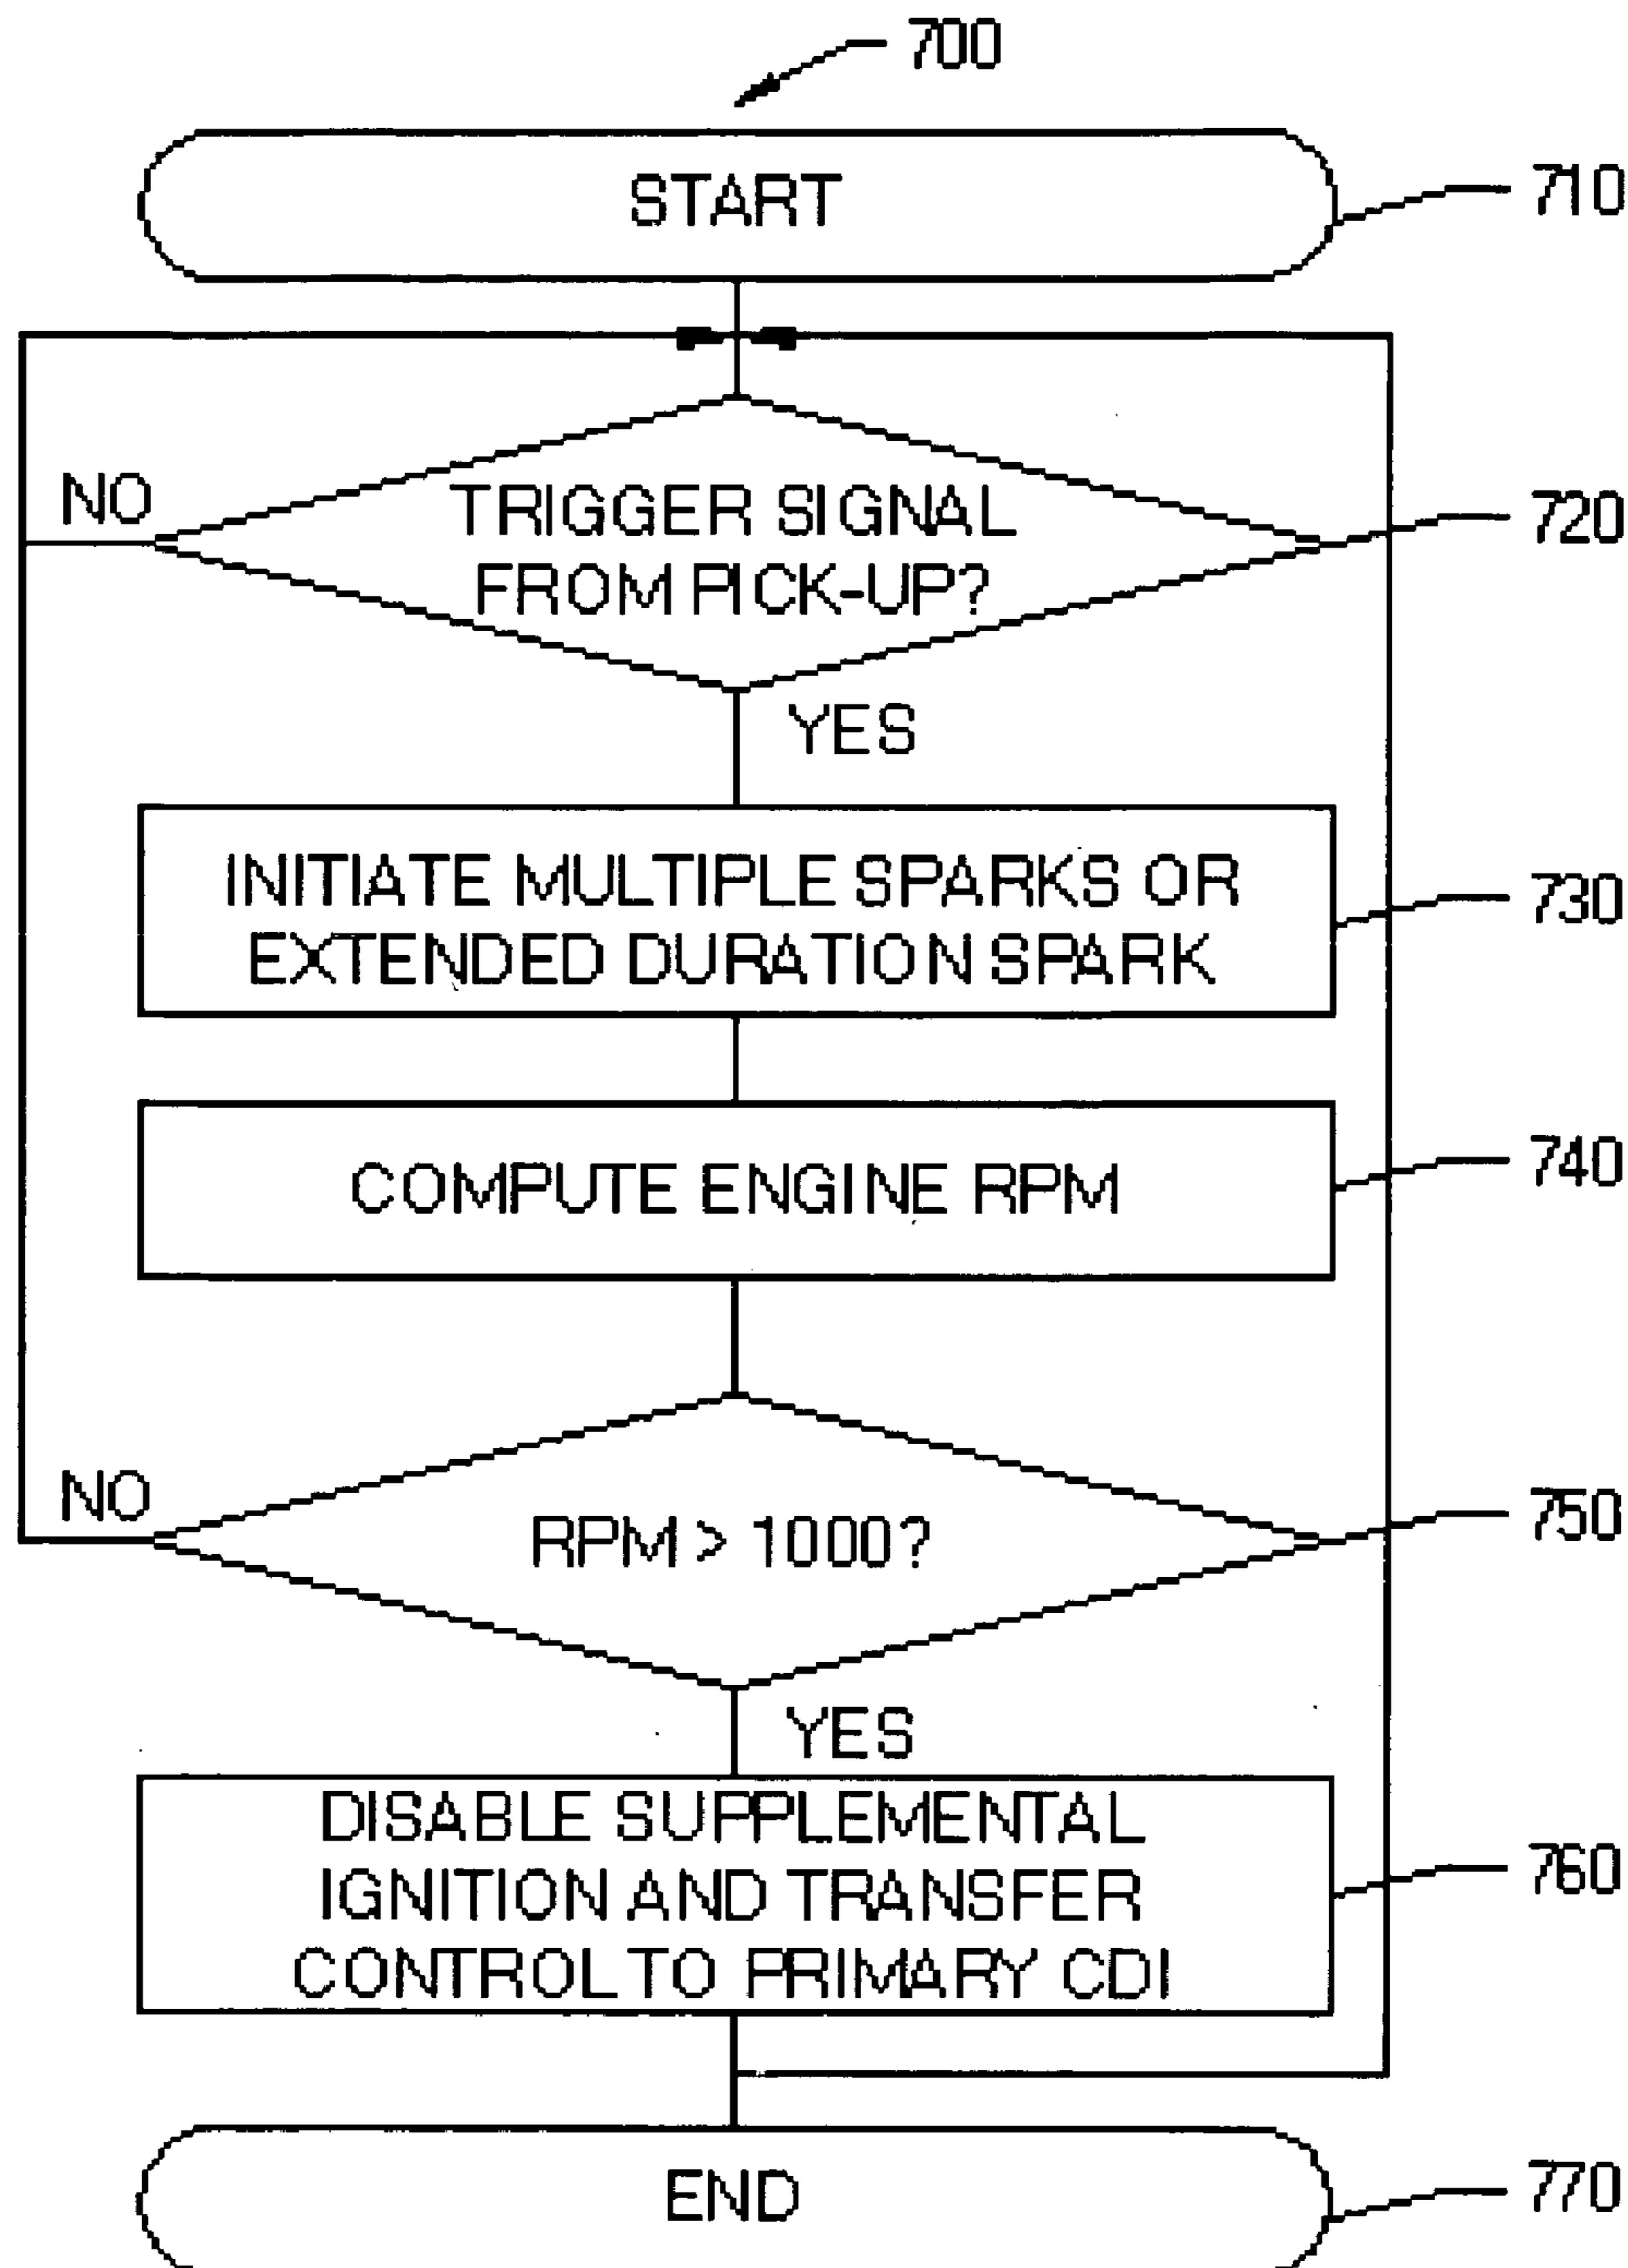 700
START
710
NO
TRIGGER SIGNAL
FROM PICK-UP?
720
YES
INITIATE MULTIPLE SPARKS OR
EXTENDED DURATION SPARK
730
COMPUTE ENGINE RPM
740
NO
RPM > 1000?
750
YES
DISABLE SUPPLEMENTAL
IGNITION AND TRANSFER
CONTROL TO PRIMARY CDI
760
END
770